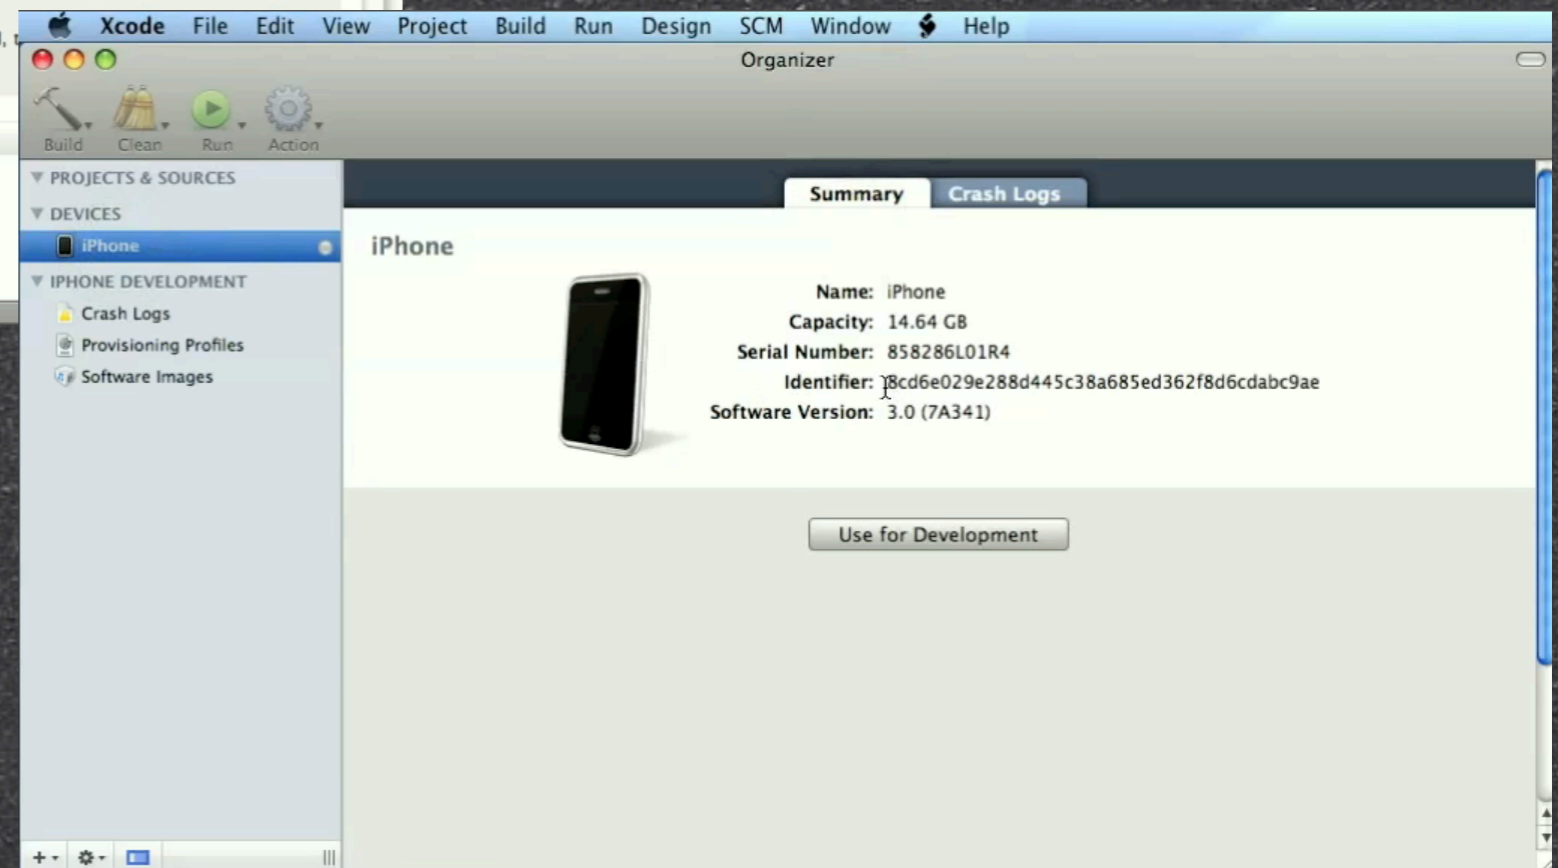 Xcode File Edit View Project Build Run Design SCM Window Help
Organizer
Build Clean Run Action
PROJECTS & SOURCES
DEVICES
iPhone
IPHONE DEVELOPMENT
Crash Logs
Provisioning Profiles
Software Images
Summary Crash Logs
iPhone
Name: iPhone
Capacity: 14.64 GB
Serial Number: 858286L01R4
Identifier: 8cd6e029e288d445c38a685ed362f8d6cdabc9ae
Software Version: 3.0 (7A341)
Use for Development